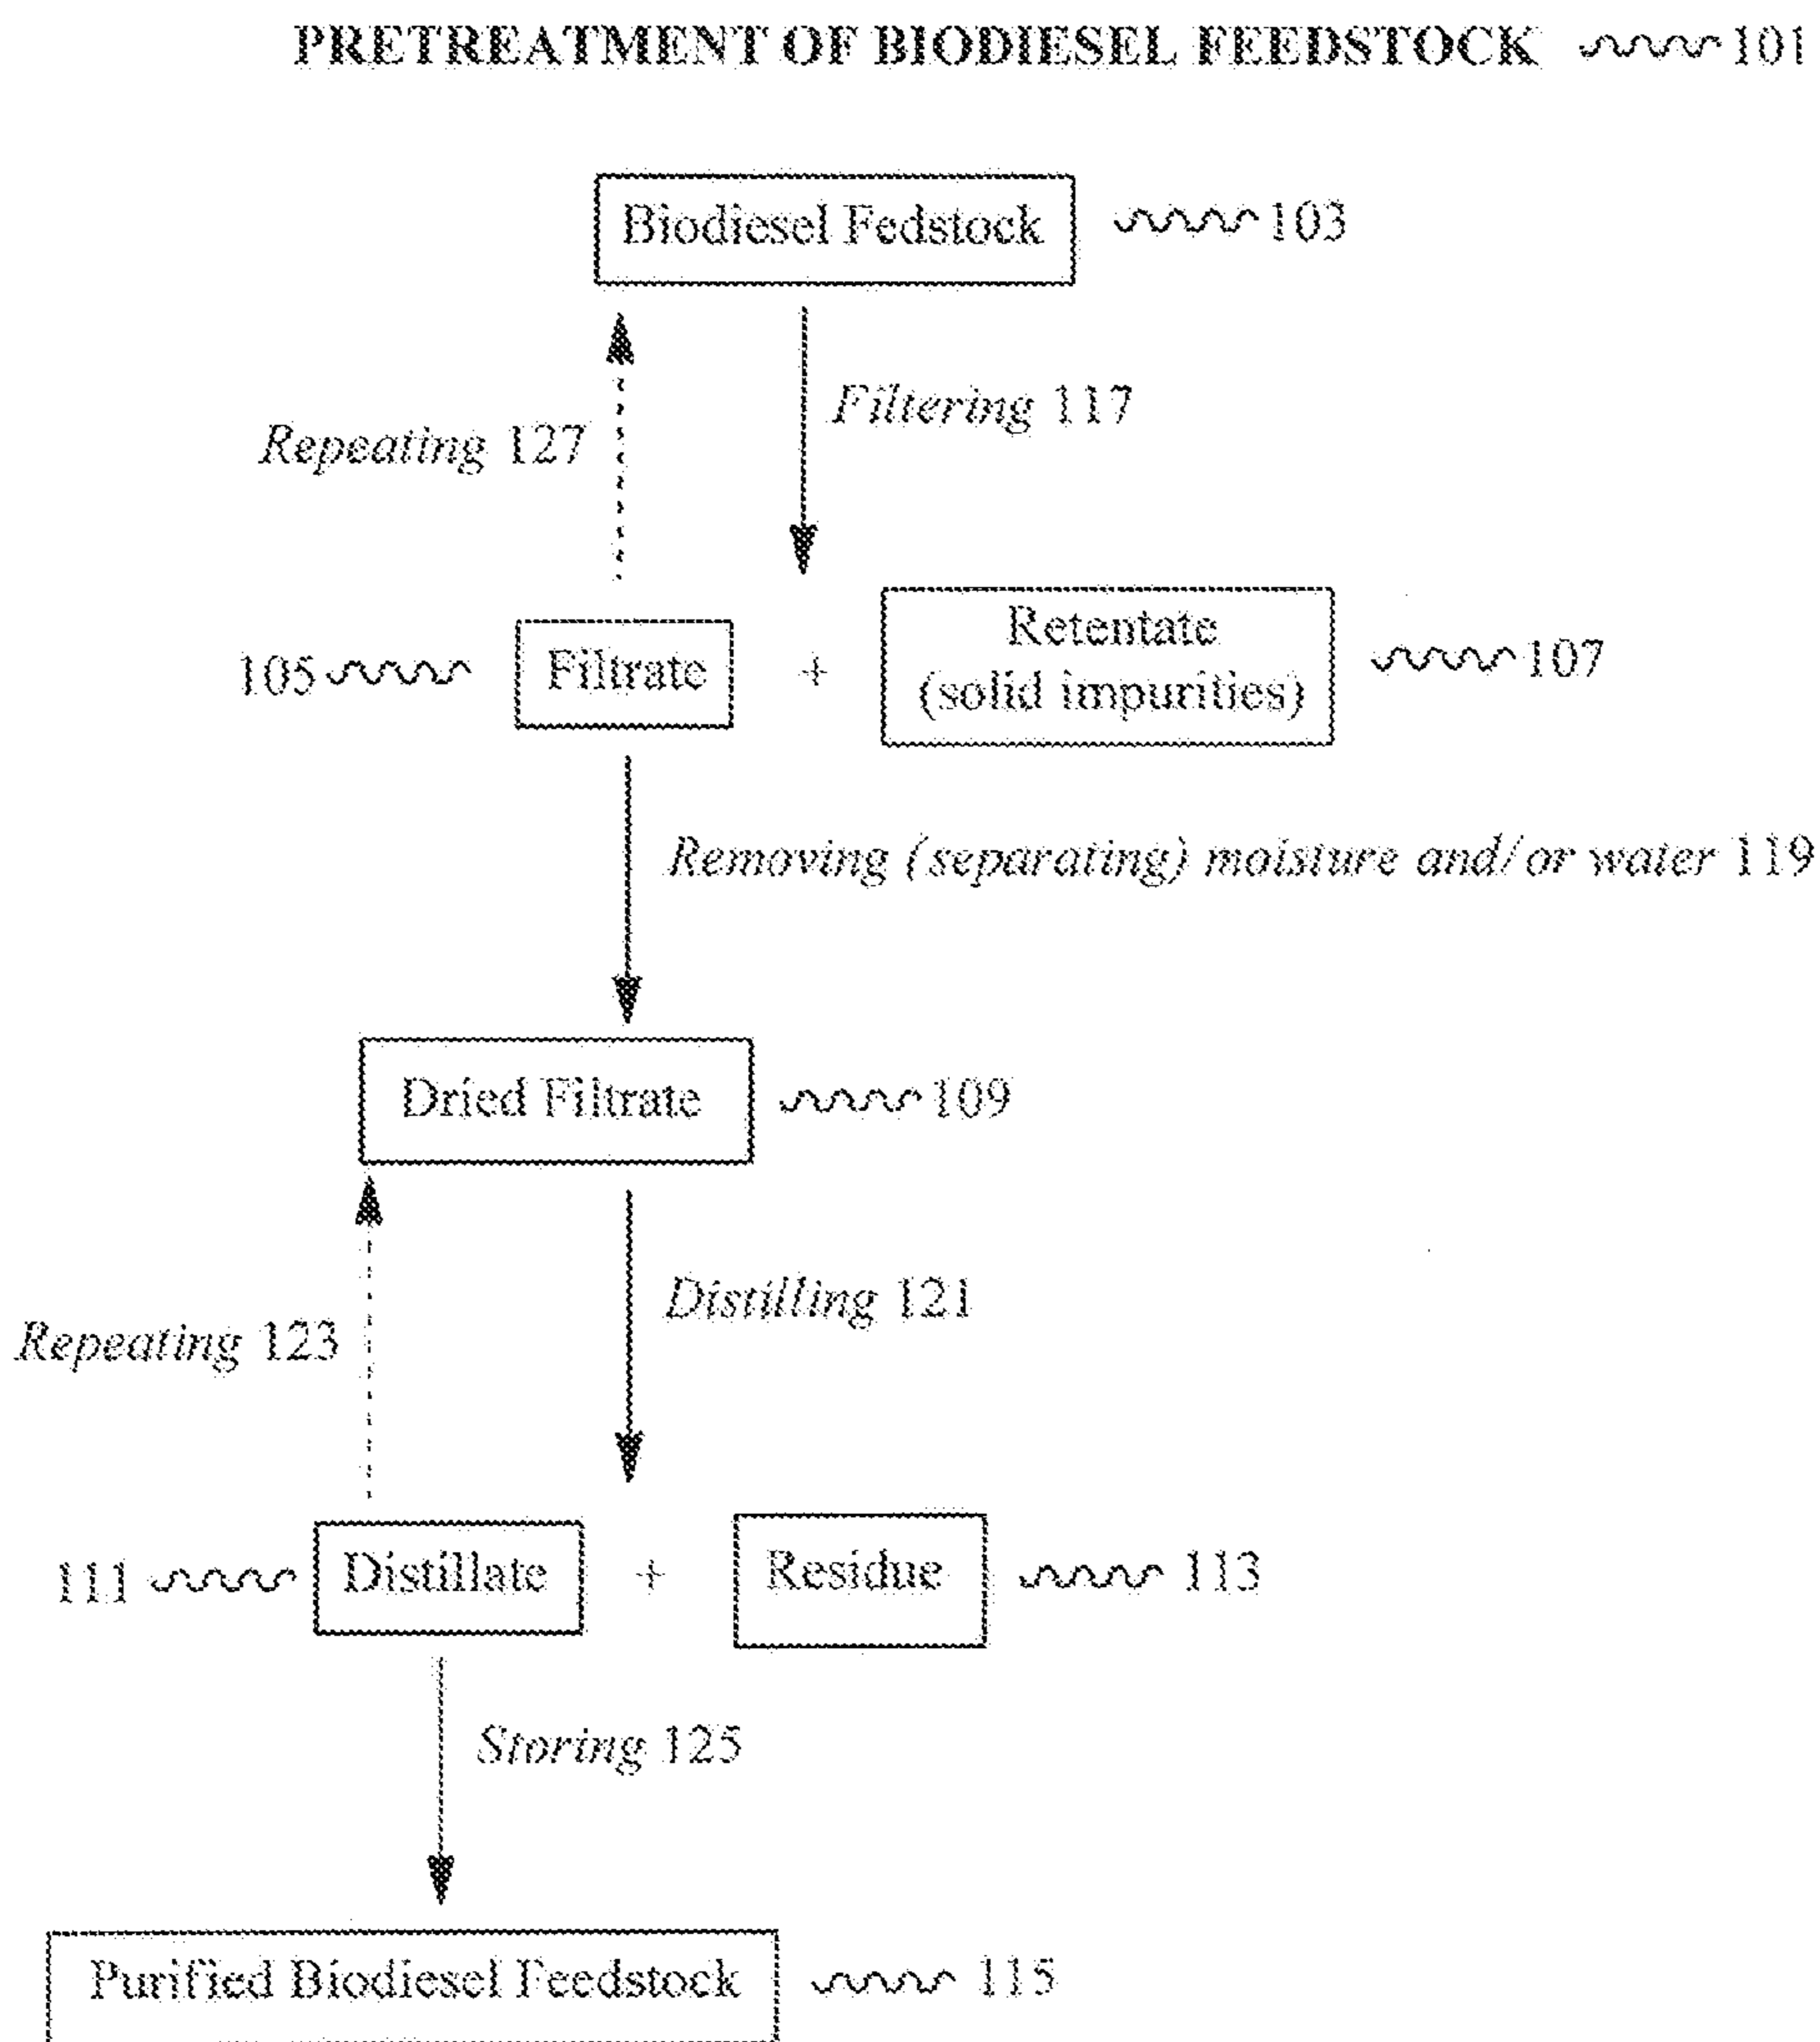 PRETREATMENT OF BIODIESEL FEEDSTOCK 101
Biodiesel Fedstock 103
Repeating 127
Filtering 117
105 Filtrate + Retentate (solid impurities) 107
Removing (separating) moisture and/or water 119
Dried Filtrate 109
Repeating 123
Distilling 121
111 Distillate + Residue 113
Storing 125
Purified Biodiesel Feedstock 115